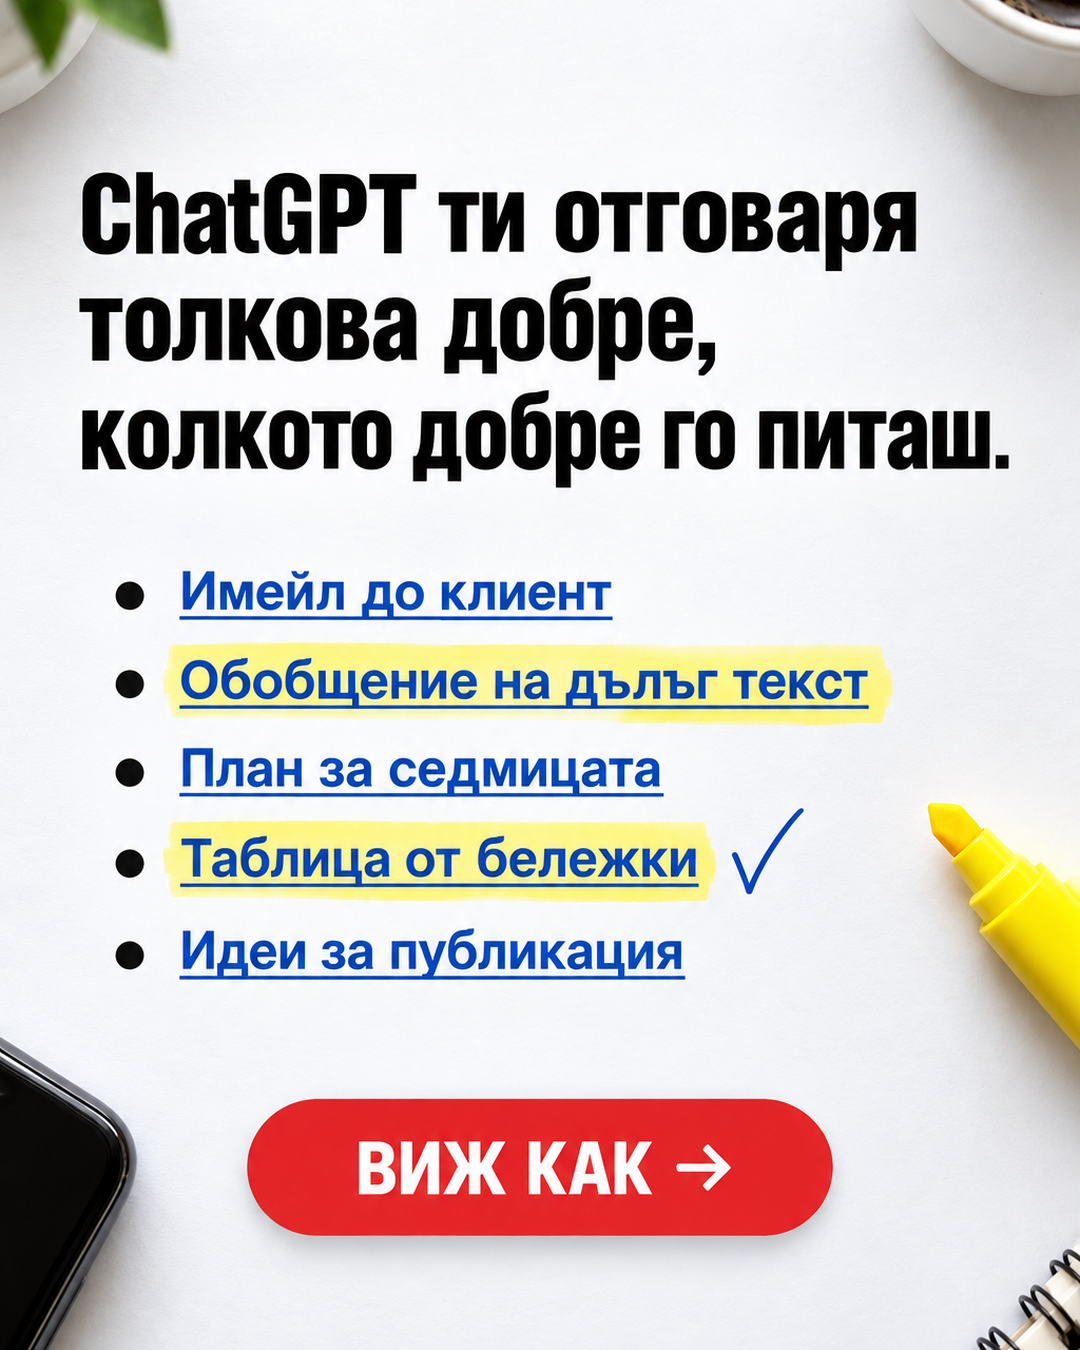 ChatGPT ти отговаря
толкова добре,
колкото добре го питаш.
● Имейл до клиент
● Обобщение на дълъг текст
● План за седмицата
● Таблица от бележки ✓
● Идеи за публикация
ВИЖ КАК →